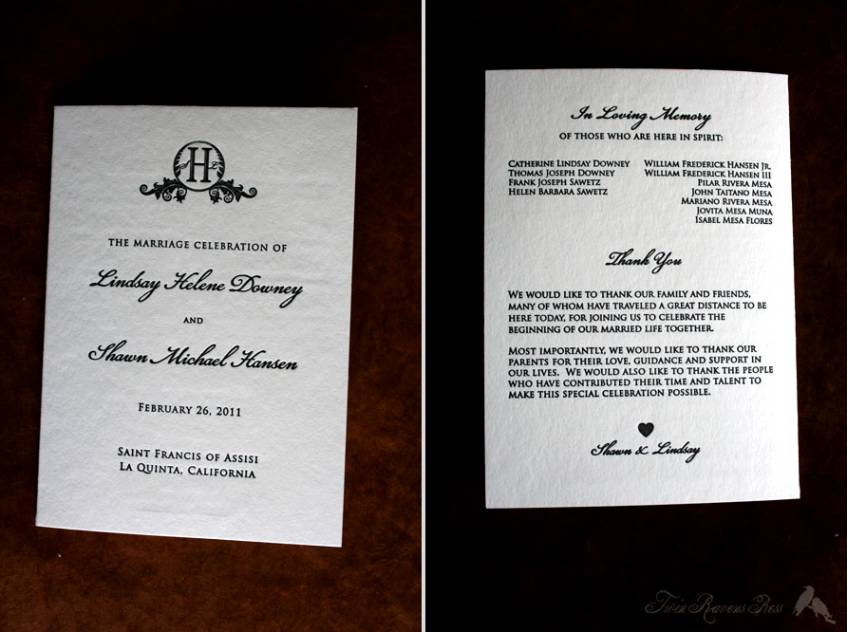 H
THE MARRIAGE CELEBRATION OF
Lindsay Helene Downey
AND
Shawn Michael Hansen
FEBRUARY 26, 2011
SAINT FRANCIS OF ASSISI
LA QUINTA, CALIFORNIA
In Loving Memory
OF THOSE WHO ARE HERE IN SPIRIT:
CATHERINE LINDSAY DOWNEY
THOMAS JOSEPH DOWNEY
FRANK JOSEPH SAWETZ
HELEN BARBARA SAWETZ
WILLIAM FREDERICK HANSEN JR.
WILLIAM FREDERICK HANSEN III
PILAR RIVERA MESA
JOHN TAITANO MESA
MARIANO RIVERA MESA
JOVITA MESA MUNA
ISABEL MESA FLORES
Thank You
WE WOULD LIKE TO THANK OUR FAMILY AND FRIENDS,
MANY OF WHOM HAVE TRAVELED A GREAT DISTANCE TO BE
HERE TODAY, FOR JOINING US TO CELEBRATE THE
BEGINNING OF OUR MARRIED LIFE TOGETHER.
MOST IMPORTANTLY, WE WOULD LIKE TO THANK OUR
PARENTS FOR THEIR LOVE, GUIDANCE AND SUPPORT IN
OUR LIVES. WE WOULD ALSO LIKE TO THANK THE PEOPLE
WHO HAVE CONTRIBUTED THEIR TIME AND TALENT TO
MAKE THIS SPECIAL CELEBRATION POSSIBLE.
Shawn & Lindsay
Twin Ravens Press